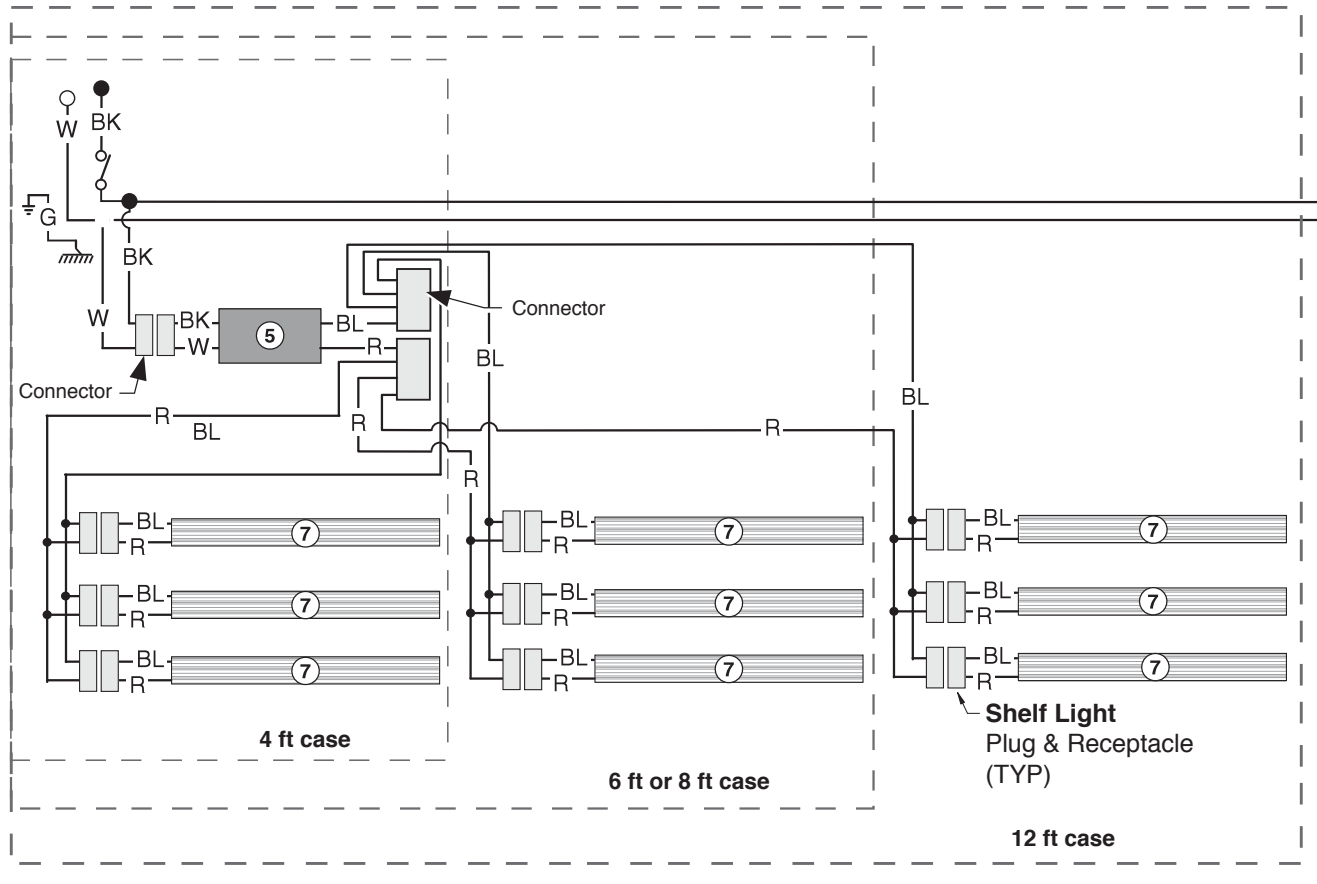 W
BK
G
BK
W
BK
W
5
BL
R
Connector
Connector
BL
BL
R
BL
R
R
R
BL
R
7
BL
R
7
BL
R
7
BL
R
7
BL
R
7
BL
R
7
BL
R
7
BL
R
7
BL
R
7
Shelf Light
Plug & Receptacle
(TYP)
4 ft case
6 ft or 8 ft case
12 ft case